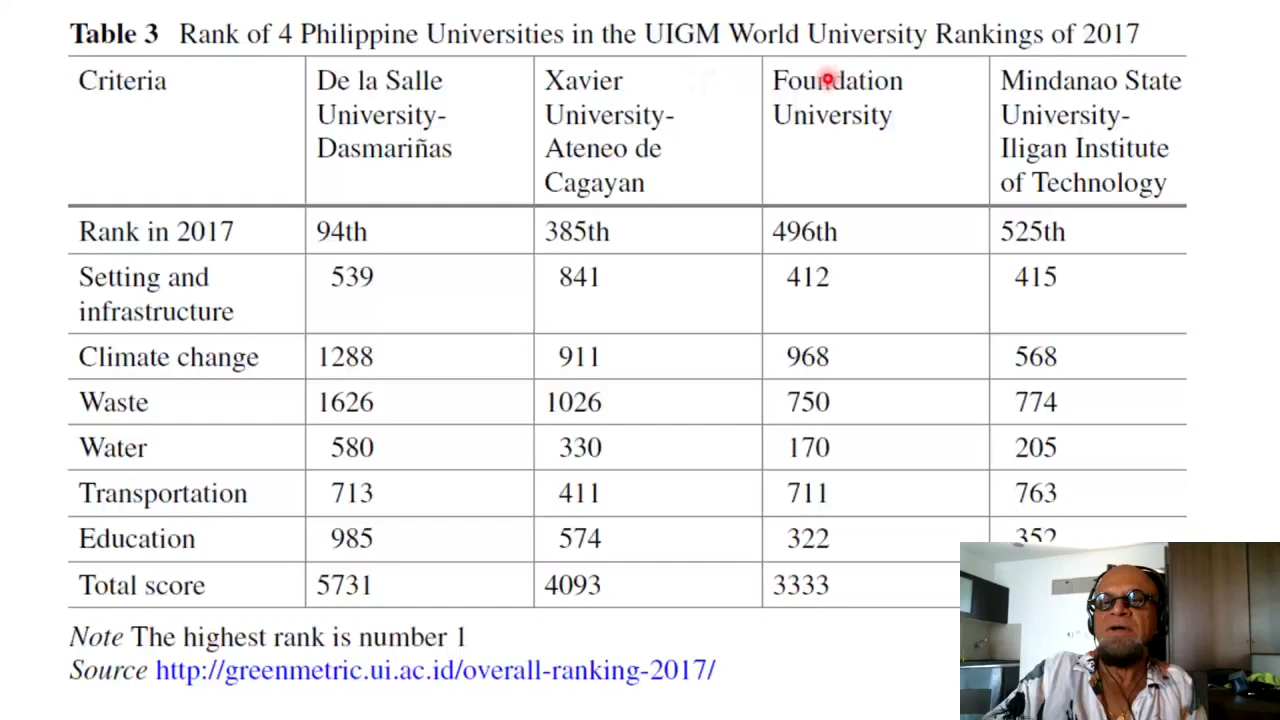 Table 3 Rank of 4 Philippine Universities in the UIGM World University Rankings of 2017
Criteria De la Salle University-Dasmariñas Xavier University-Ateneo de Cagayan Foundation University Mindanao State University-Iligan Institute of Technology
Rank in 2017 94th 385th 496th 525th
Setting and infrastructure 539 841 412 415
Climate change 1288 911 968 568
Waste 1626 1026 750 774
Water 580 330 170 205
Transportation 713 411 711 763
Education 985 574 322 352
Total score 5731 4093 3333
Note The highest rank is number 1
Source http://greenmetric.ui.ac.id/overall-ranking-2017/